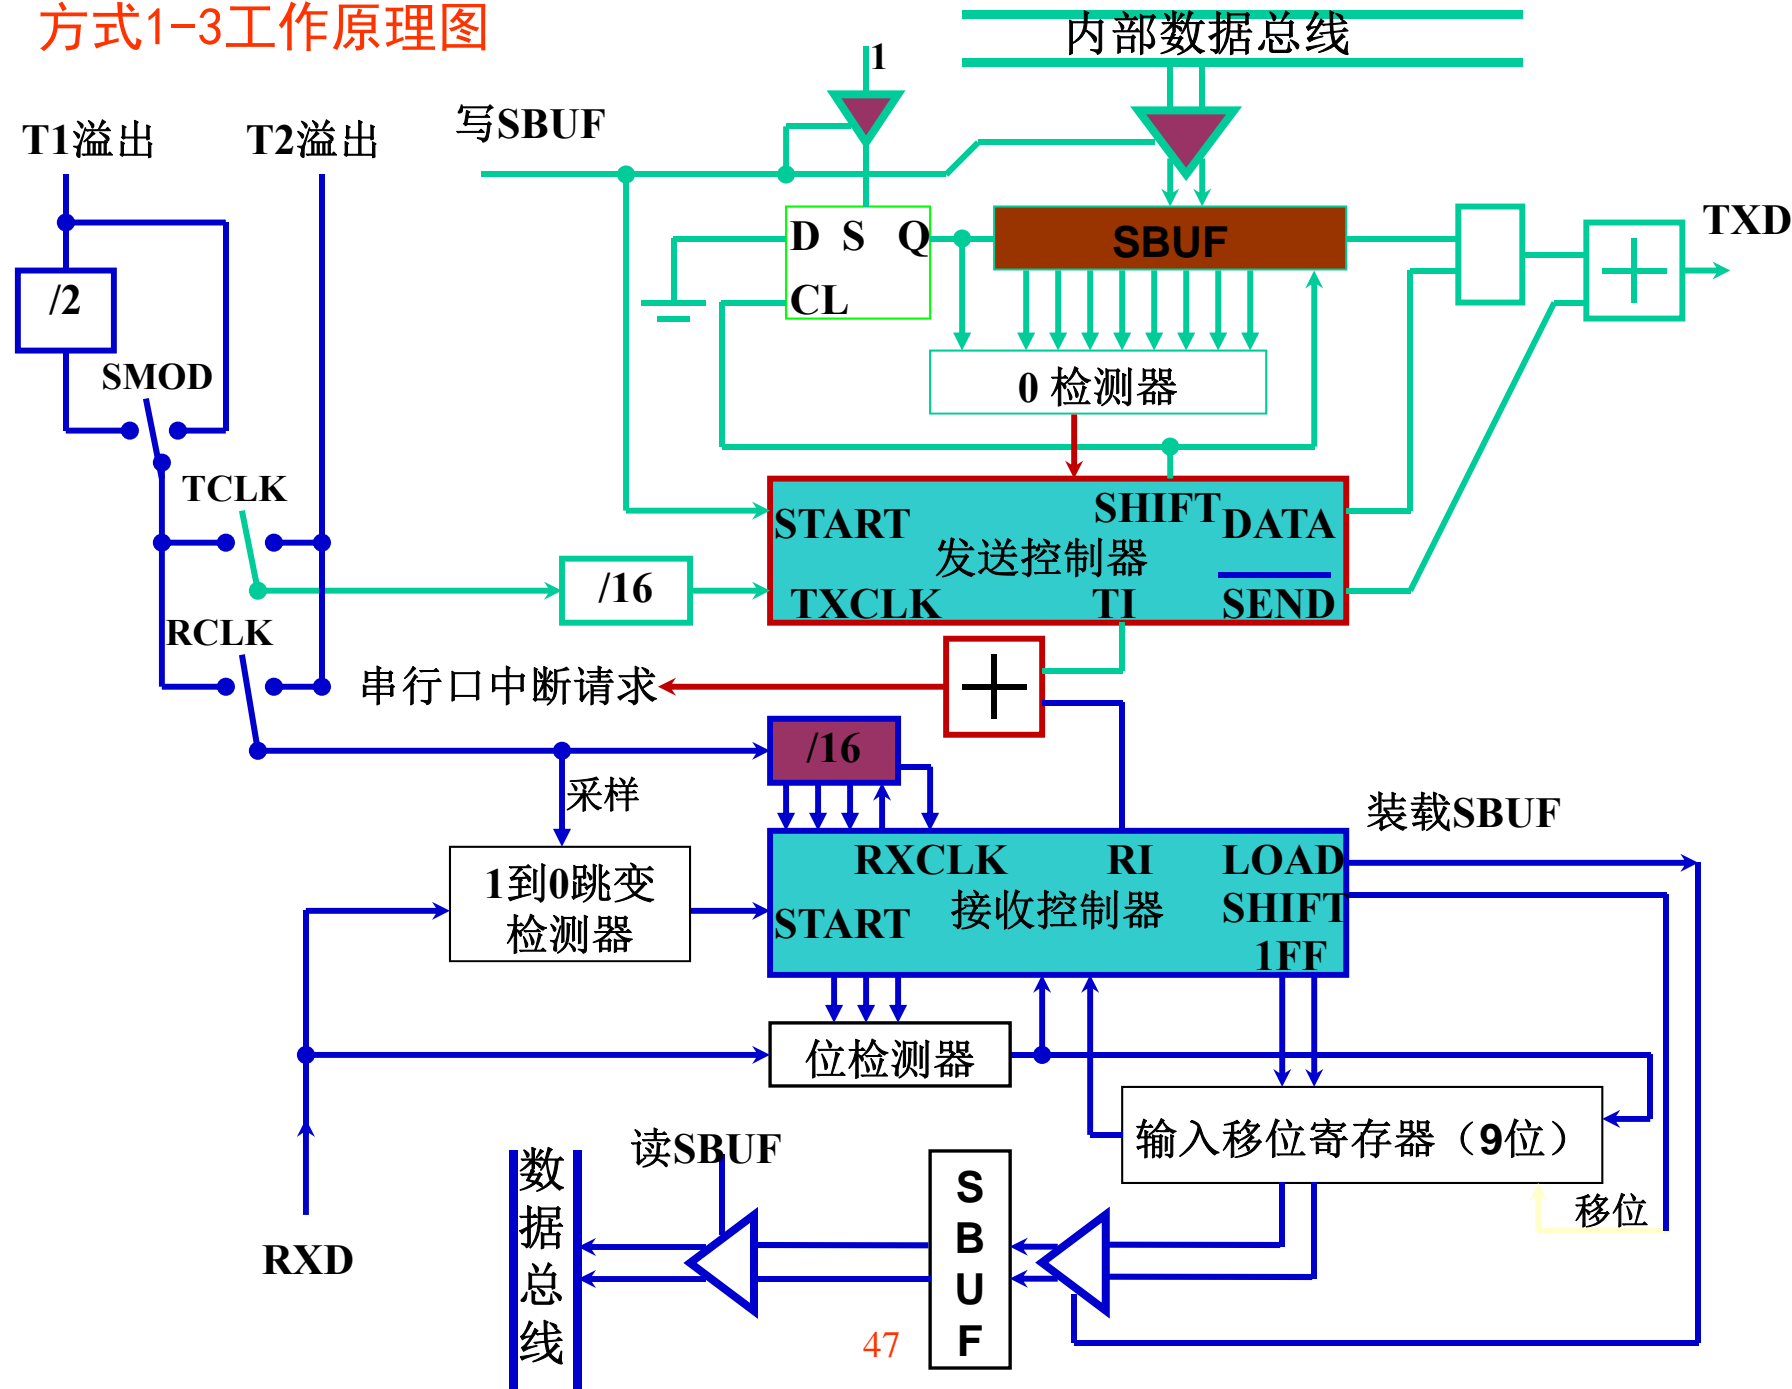 方式1-3工作原理图
内部数据总线
1
写SBUF
T1溢出
T2溢出
TXD
D S Q
SBUF
CL
/2
SMOD
0 检测器
TCLK
START
SHIFT
DATA
发送控制器
/16
TXCLK
TI
SEND
RCLK
串行口中断请求
/16
采样
装载SBUF
1到0跳变
检测器
RXCLK
RI
LOAD
START
接收控制器
SHIFT
1FF
位检测器
输入移位寄存器（9位）
读SBUF
移位
RXD
数
据
总
线
S
B
U
F
47